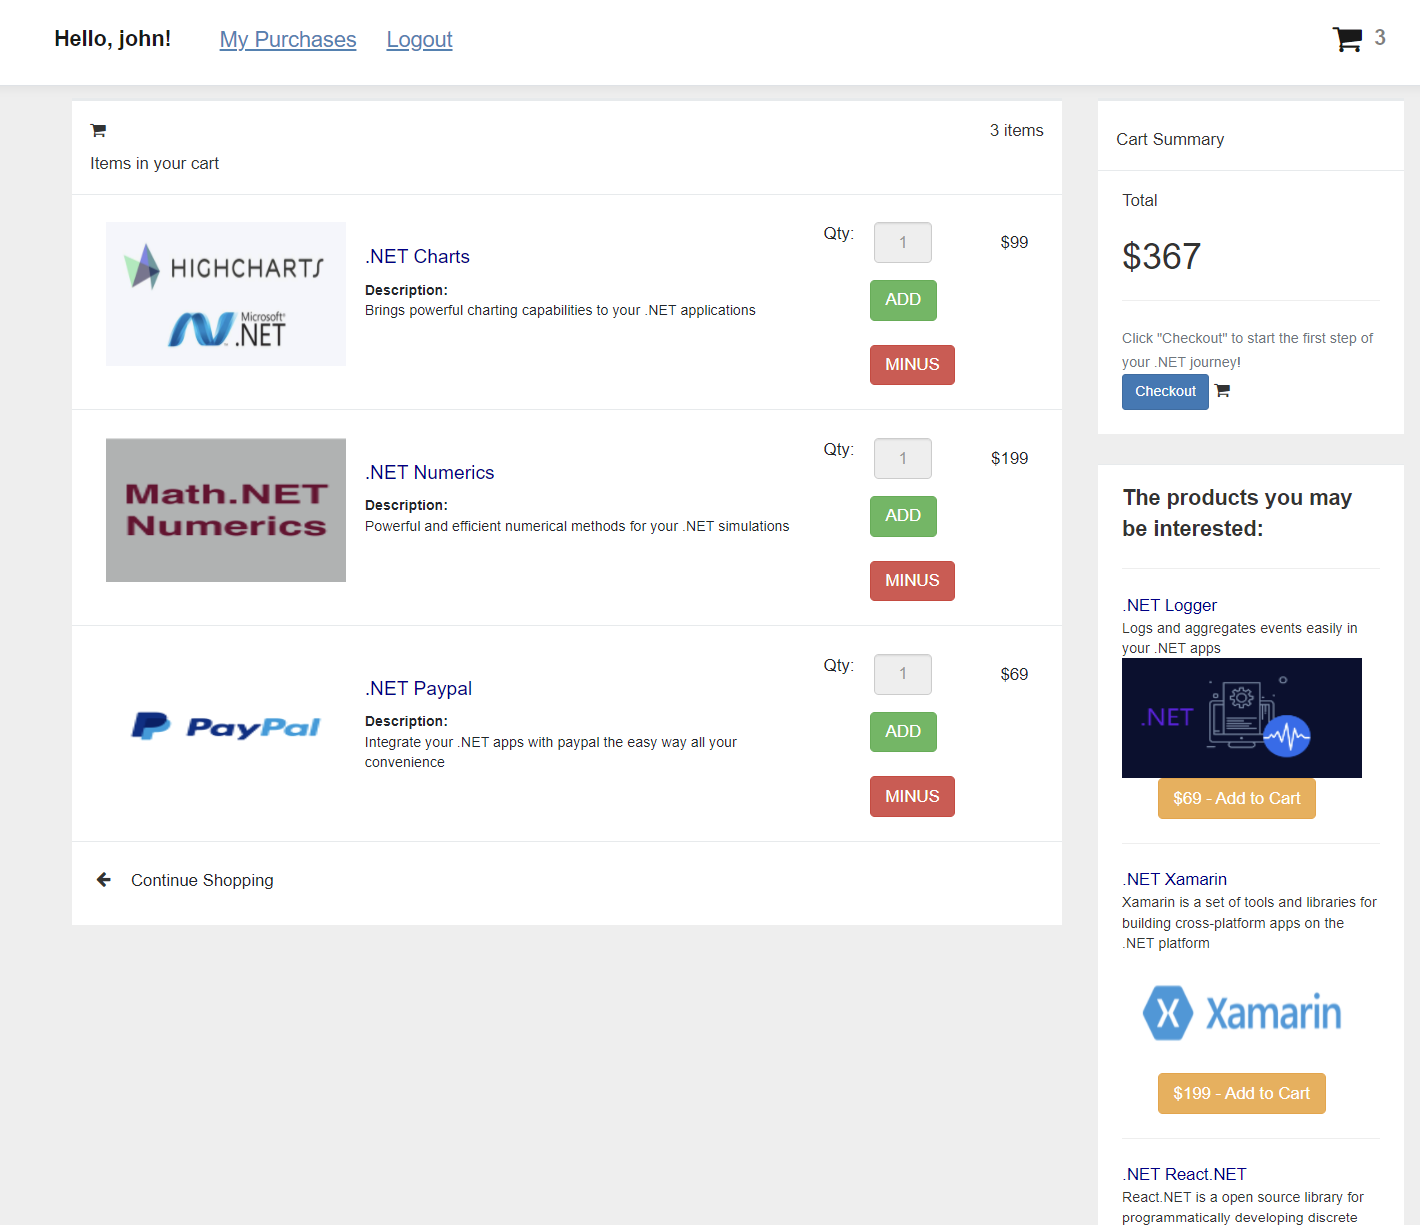 Hello, john!
My Purchases
Logout
3
3 items
Items in your cart
HIGHCHARTS
Microsoft
.NET
.NET Charts
Description:
Brings powerful charting capabilities to your .NET applications
Qty:
1
$99
ADD
MINUS
Math.NET
Numerics
.NET Numerics
Description:
Powerful and efficient numerical methods for your .NET simulations
Qty:
1
$199
ADD
MINUS
PayPal
.NET Paypal
Description:
Integrate your .NET apps with paypal the easy way all your
convenience
Qty:
1
$69
ADD
MINUS
Continue Shopping
Cart Summary
Total
$367
Click "Checkout" to start the first step of
your .NET journey!
Checkout
The products you may
be interested:
.NET Logger
Logs and aggregates events easily in
your .NET apps
.NET
$69 - Add to Cart
.NET Xamarin
Xamarin is a set of tools and libraries for
building cross-platform apps on the
.NET platform
X Xamarin
$199 - Add to Cart
.NET React.NET
React.NET is a open source library for
programmatically developing discrete